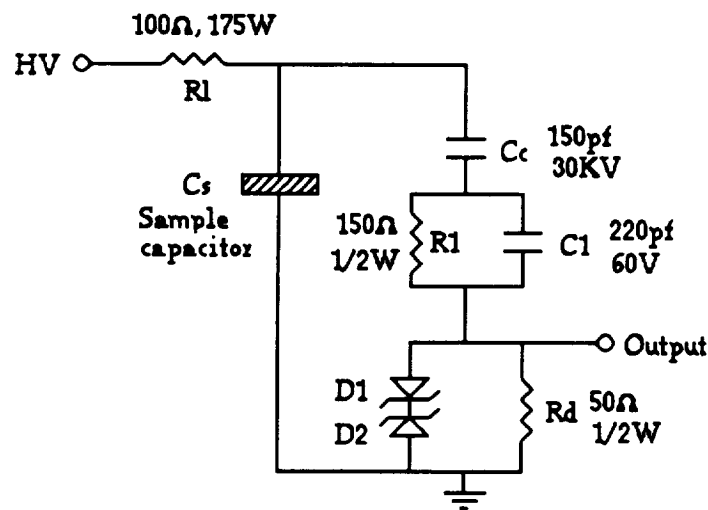 100Ω, 175W
HV
Rl
Cc
150pf
30KV
Cs
Sample
capacitor
150Ω
1/2W
R1
C1
220pf
60V
Output
D1
D2
Rd
50Ω
1/2W